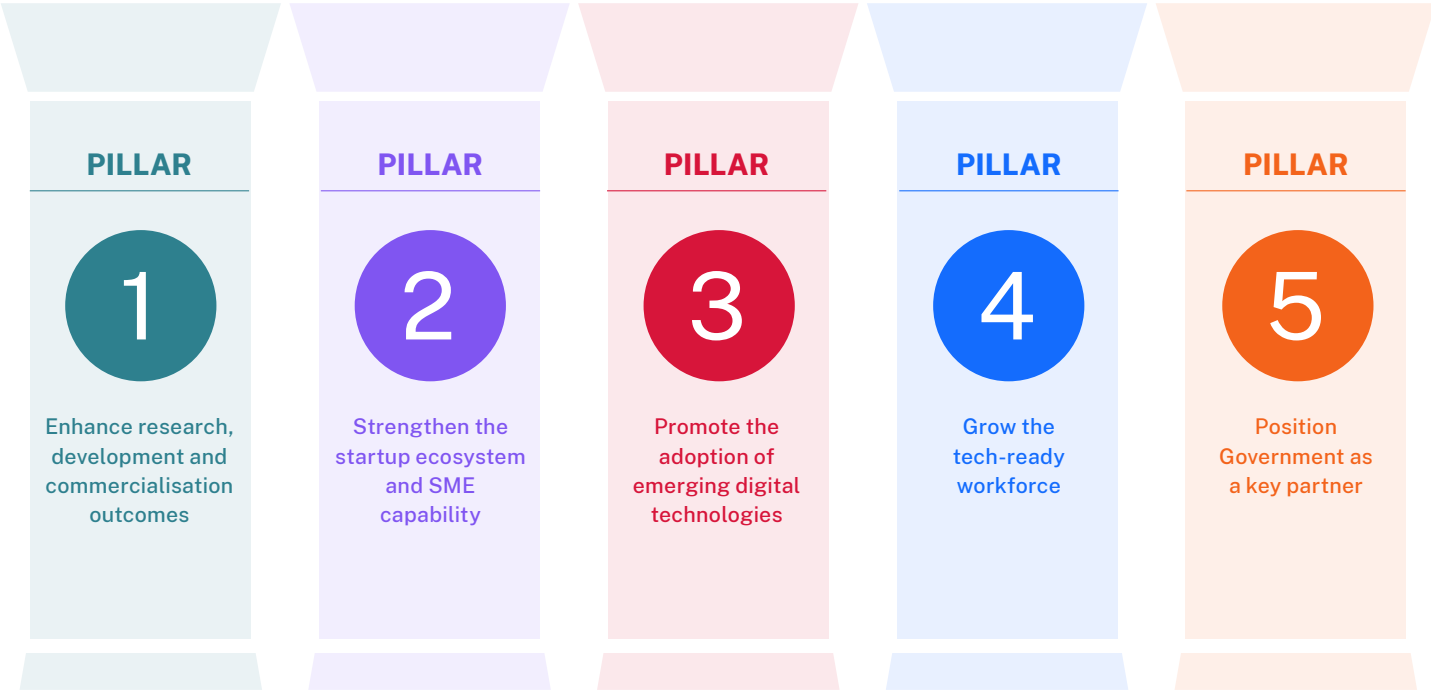 PILLAR
1
Enhance research,
development and
commercialisation
outcomes
PILLAR
2
Strengthen the
startup ecosystem
and SME
capability
PILLAR
3
Promote the
adoption of
emerging digital
technologies
PILLAR
4
Grow the
tech-ready
workforce
PILLAR
5
Position
Government as
a key partner